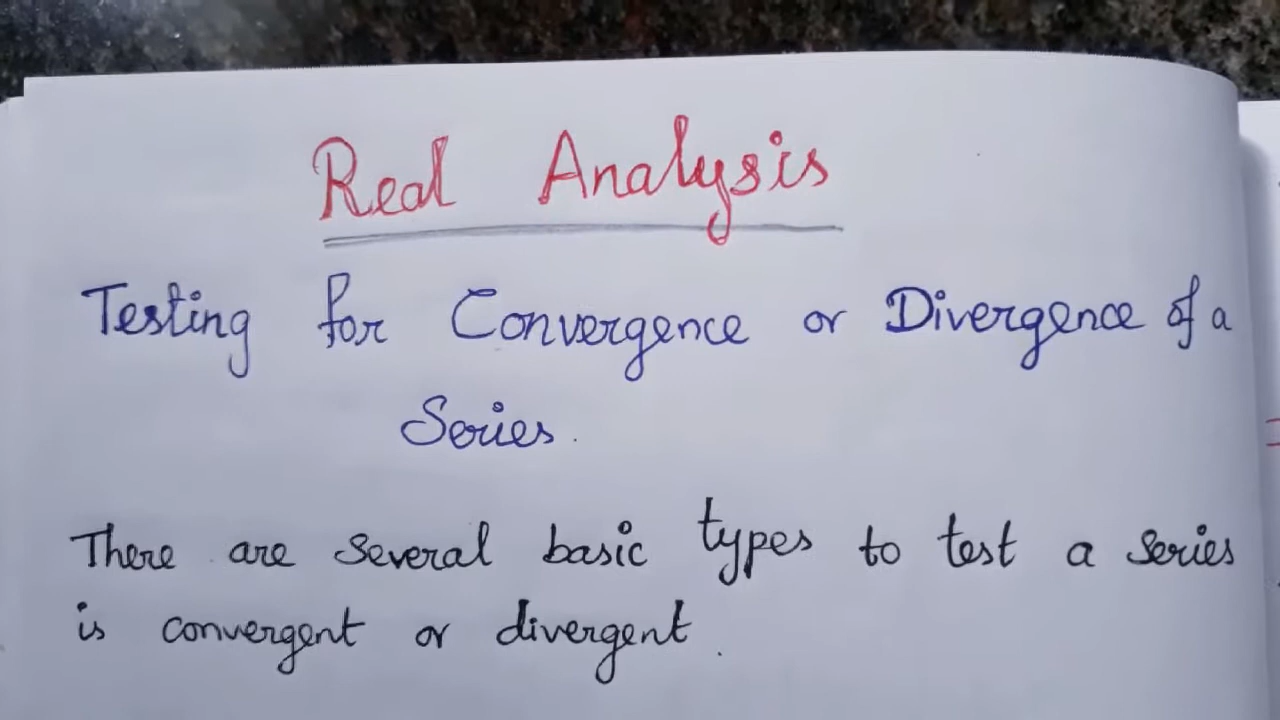 Real Analysis
Testing for Convergence or Divergence of a
Series.
There are several basic types to test a series
is convergent or divergent.